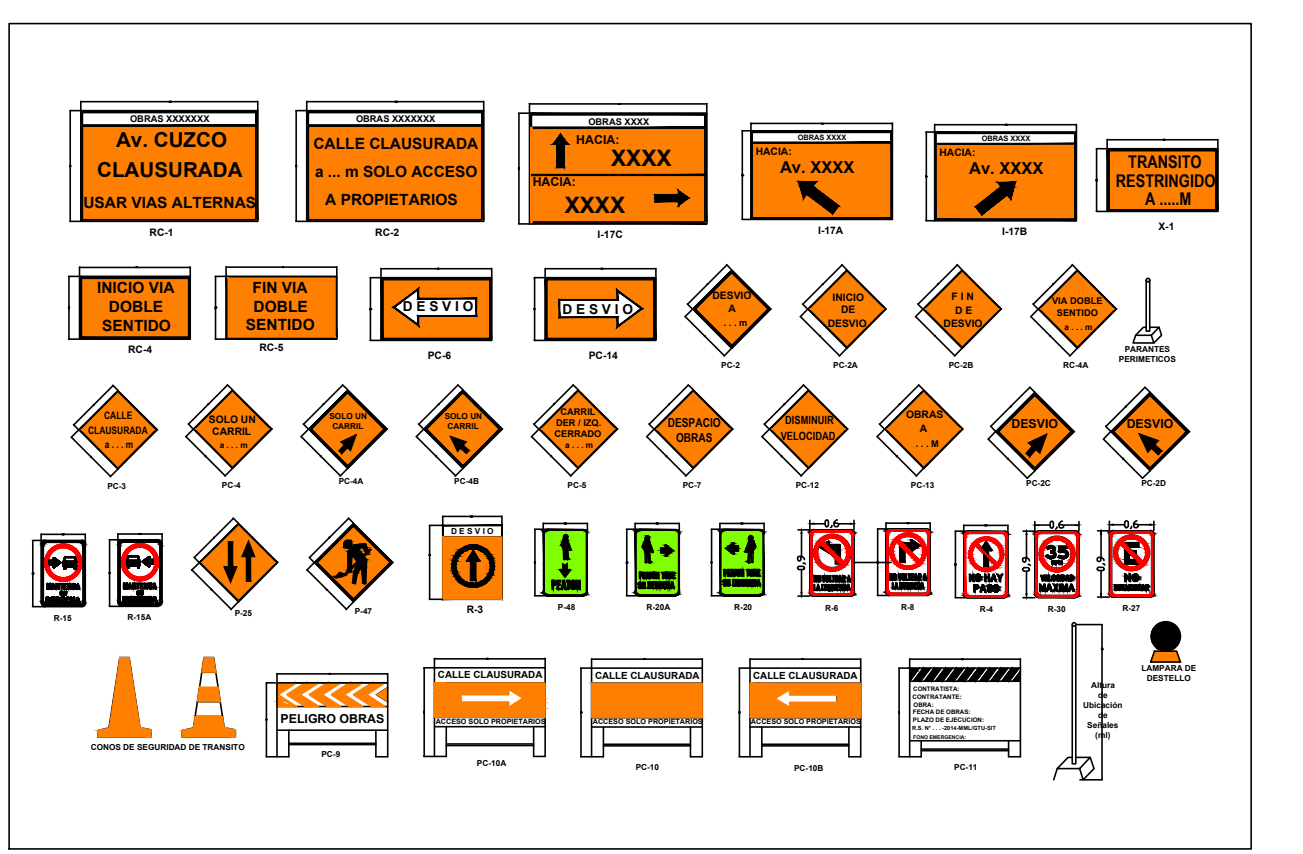 OBRAS XXXXXXX
Av. CUZCO
CLAUSURADA
USAR VIAS ALTERNAS
RC-1
OBRAS XXXXXXX
CALLE CLAUSURADA
a ... m SOLO ACCESO
A PROPIETARIOS
RC-2
OBRAS XXXX
HACIA:
XXXX
HACIA:
XXXX
I-17C
OBRAS XXXX
HACIA:
Av. XXXX
I-17A
OBRAS XXXX
HACIA:
Av. XXXX
I-17B
TRANSITO
RESTRINGIDO
A .....M
X-1
INICIO VIA
DOBLE
SENTIDO
RC-4
FIN VIA
DOBLE
SENTIDO
RC-5
DESVIO
PC-6
DESVIO
PC-14
DESVIO
A
. . . m
PC-2
INICIO
DE
DESVIO
PC-2A
F I N
D E
DESVIO
PC-2B
VIA DOBLE
SENTIDO
a . . . m
RC-4A
PARANTES
PERIMETICOS
CALLE
CLAUSURADA
a . . . m
PC-3
SOLO UN
CARRIL
a . . . m
PC-4
SOLO UN
CARRIL
PC-4A
SOLO UN
CARRIL
PC-4B
CARRIL
DER / IZQ.
CERRADO
a . . . m
PC-5
DESPACIO
OBRAS
PC-7
DISMINUIR
VELOCIDAD
PC-12
OBRAS
A
. . . M
PC-13
DESVIO
PC-2C
DESVIO
PC-2D
R-15
R-15A
P-25
P-47
DESVIO
R-3
PEATON
P-48
R-20A
R-20
0,6
0,9
R-6
R-8
NO HAY
PASO
R-4
0,6
0,9
35
VELOCIDAD
MAXIMA
R-30
0,6
0,9
E
NO
R-27
CONOS DE SEGURIDAD DE TRANSITO
PELIGRO OBRAS
PC-9
CALLE CLAUSURADA
ACCESO SOLO PROPIETARIOS
PC-10A
CALLE CLAUSURADA
ACCESO SOLO PROPIETARIOS
PC-10
CALLE CLAUSURADA
ACCESO SOLO PROPIETARIOS
PC-10B
CONTRATISTA:
CONTRATANTE:
OBRA:
FECHA DE OBRAS:
PLAZO DE EJECUCION:
R.S. N° . . . -2014-MML/GTU-SIT
FONO EMERGENCIA:
PC-11
Altura
de
Ubicación
de
Señales
(ml)
LAMPARA DE
DESTELLO